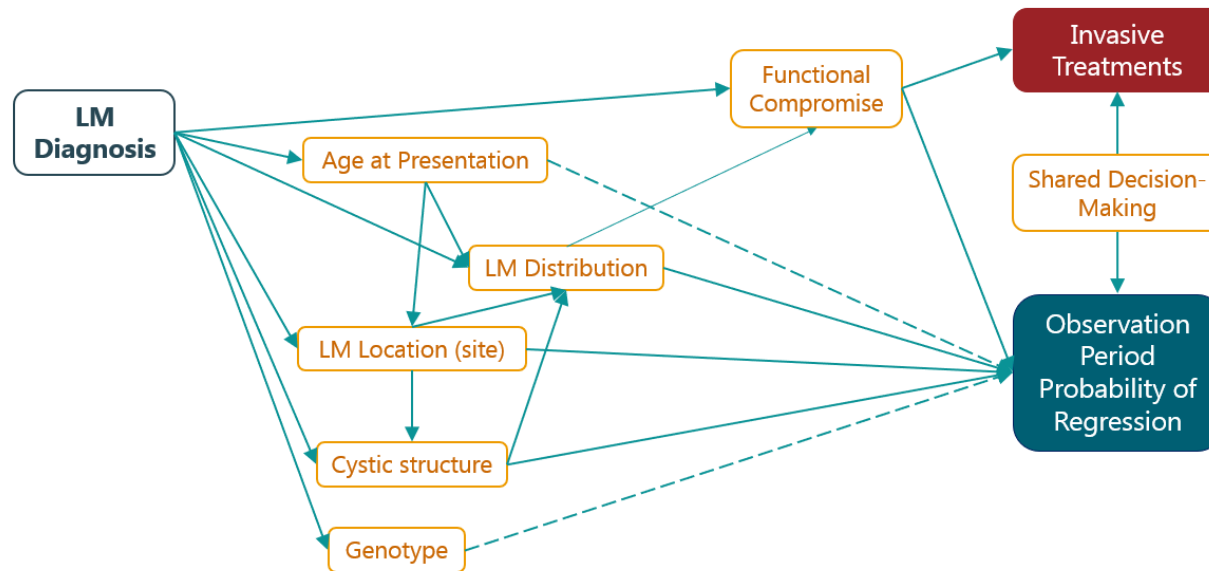 Invasive
Treatments
Functional
Compromise
LM
Diagnosis
Age at Presentation
Shared Decision-
Making
LM Distribution
Observation
Period
Probability of
Regression
LM Location (site)
Cystic structure
Genotype